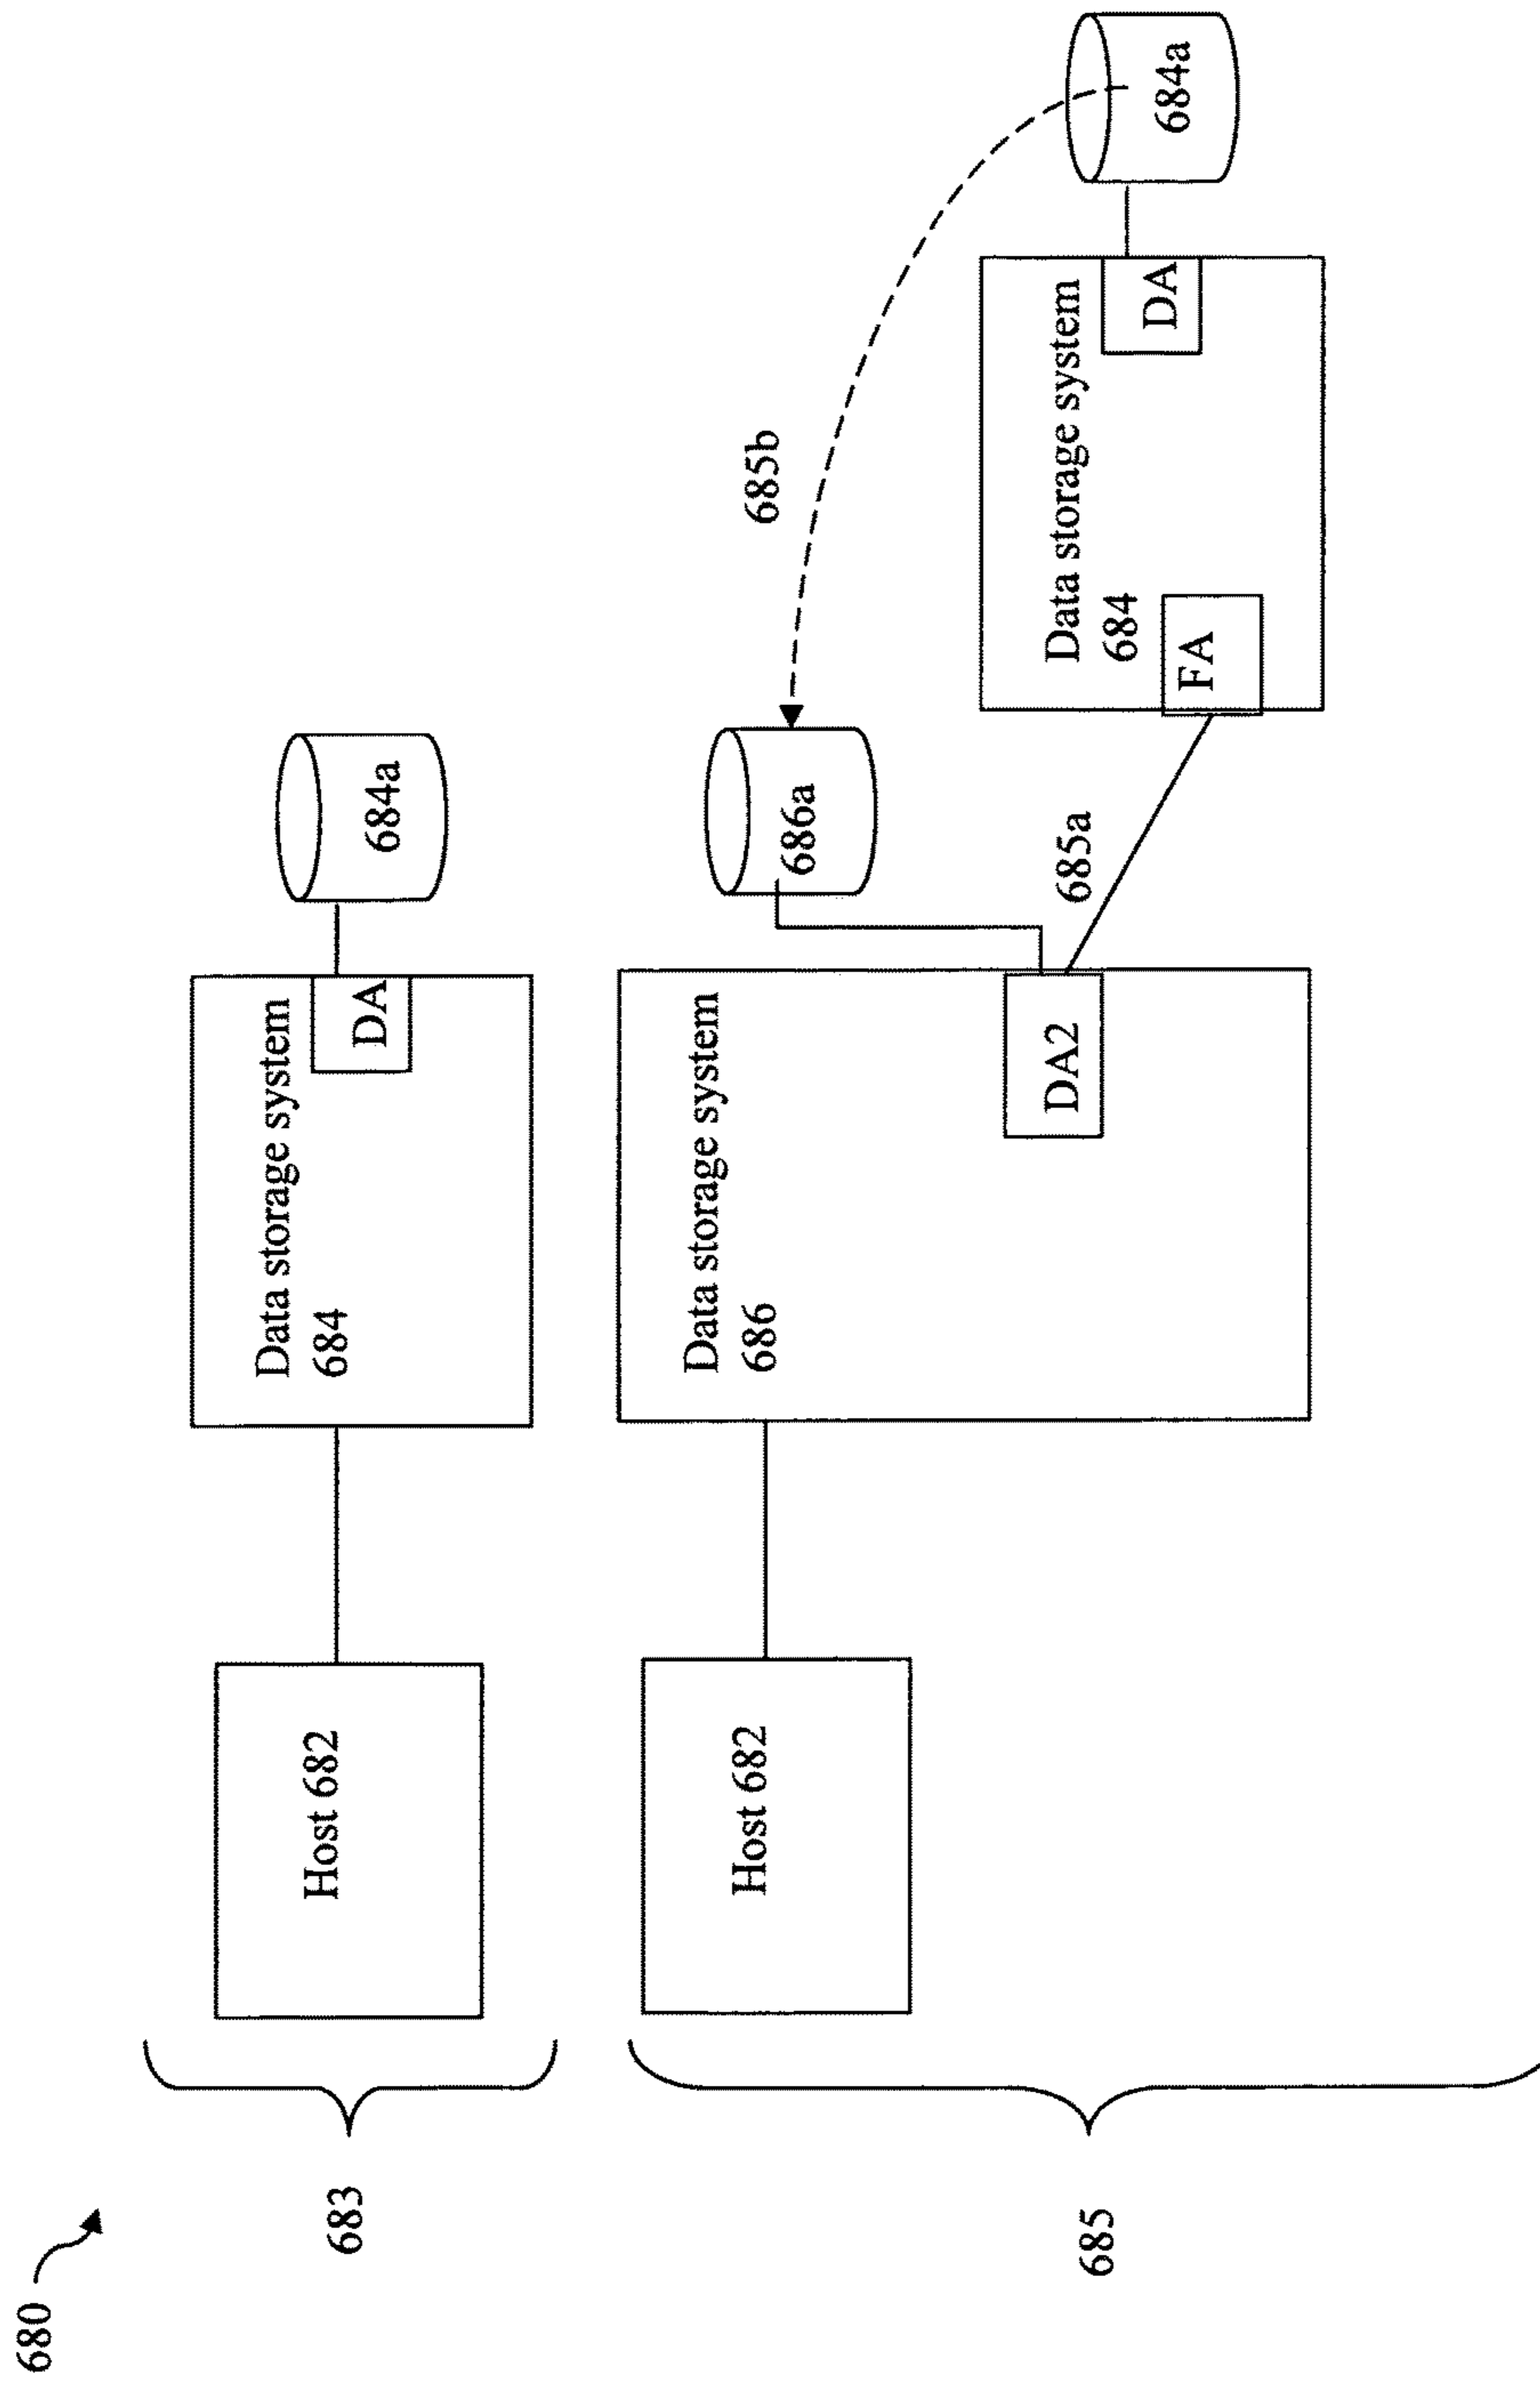 680
683
Host 682
Data storage system
684
DA
684a
685
Host 682
Data storage system
686
DA2
686a
685a
685b
Data storage system
684
FA
DA
684a